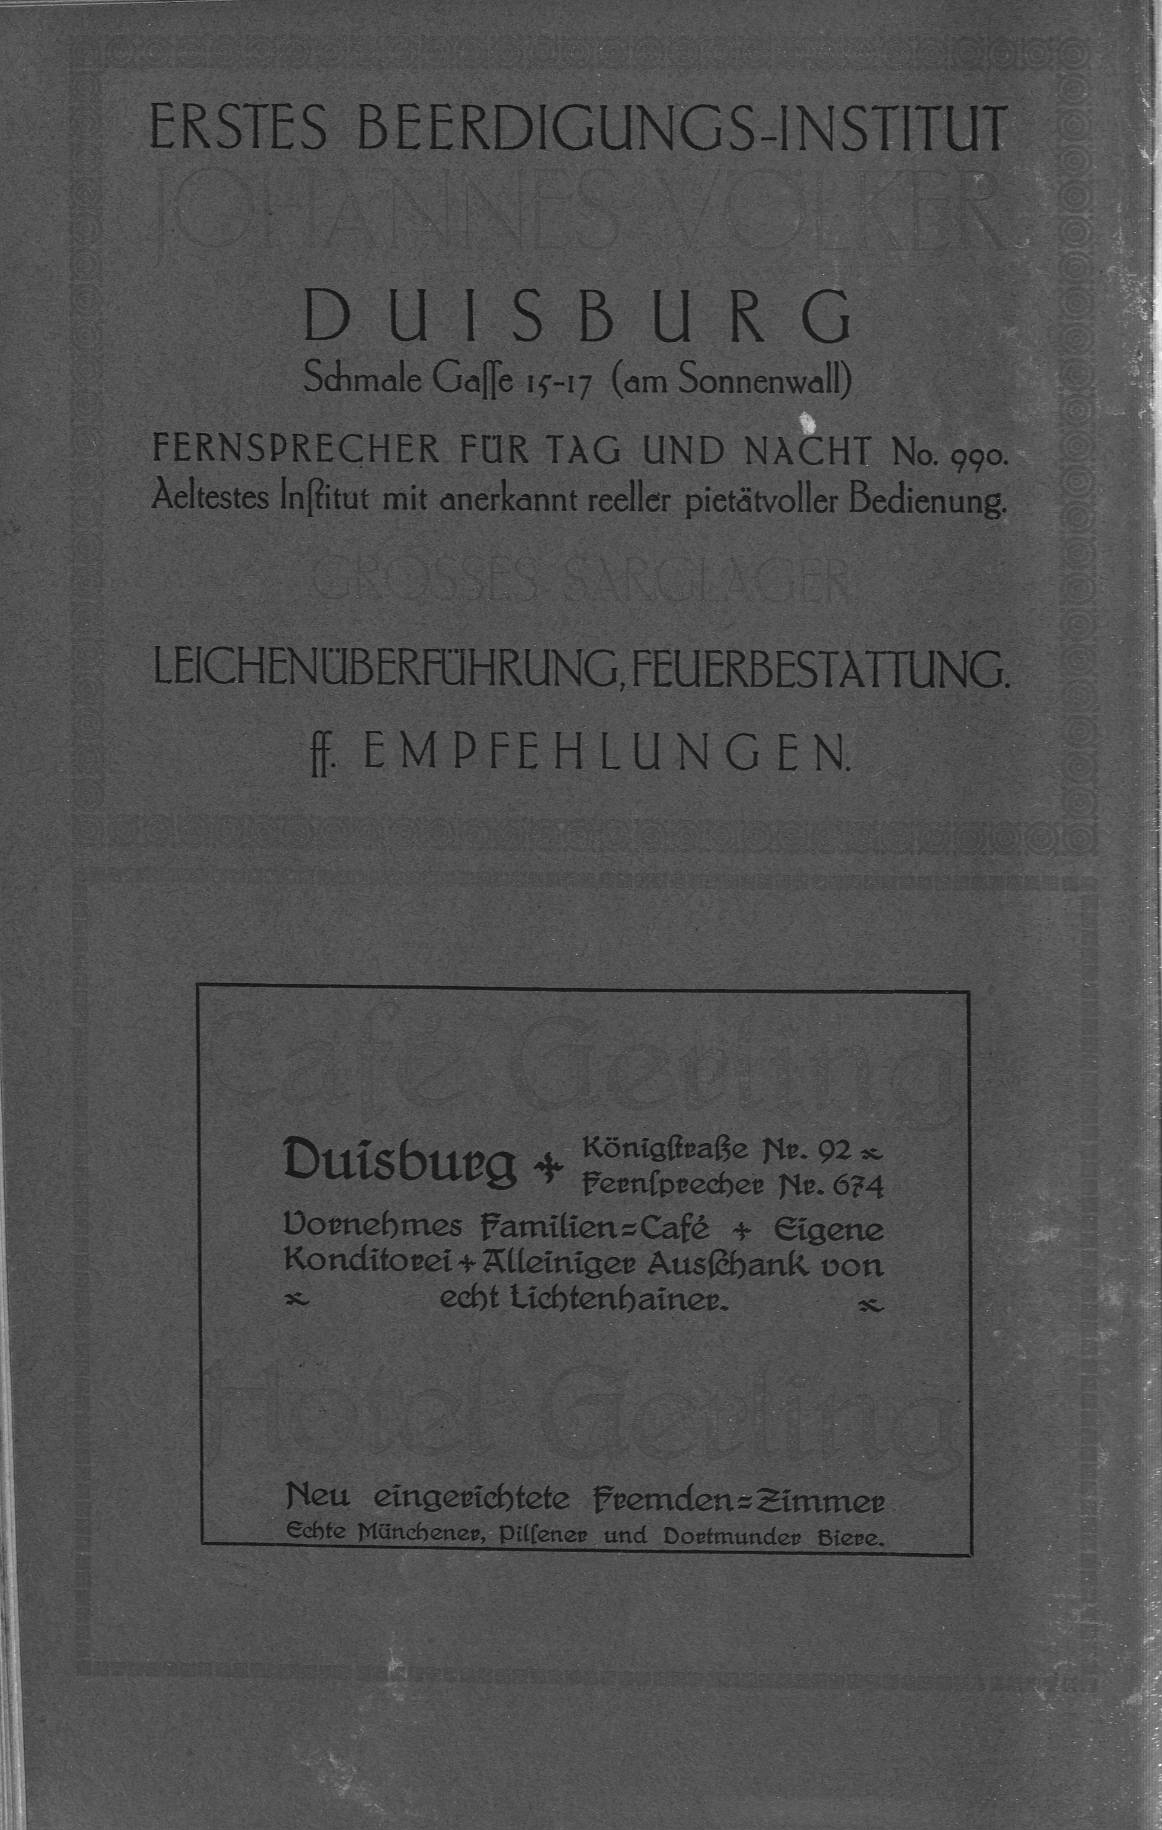 ERSTES BEERDIGUNGS-INSTITUT
JOHANNES VÖLKER
DUISBURG
Schmale Gaſſe 15-17 (am Sonnenwall)
FERNSPRECHER FÜR TAG UND NACHT No. 990.
Aeltestes Inſtitut mit anerkannt reeller pietätvoller Bedienung.
GROSSES SARGLAGER
LEICHENÜBERFÜHRUNG, FEUERBESTATTUNG.
ff. EMPFEHLUNGEN.
Café Gerling
Duisburg + Königſtraße Nr. 92
Fernſprecher Nr. 674
Vornehmes Familien=Café + Eigene
Konditorei + Alleiniger Ausſchank von
echt Lichtenhainer.
Hotel Gerling
Neu eingerichtete Fremden=Zimmer
Echte Münchener, Pilſener und Dortmunder Biere.